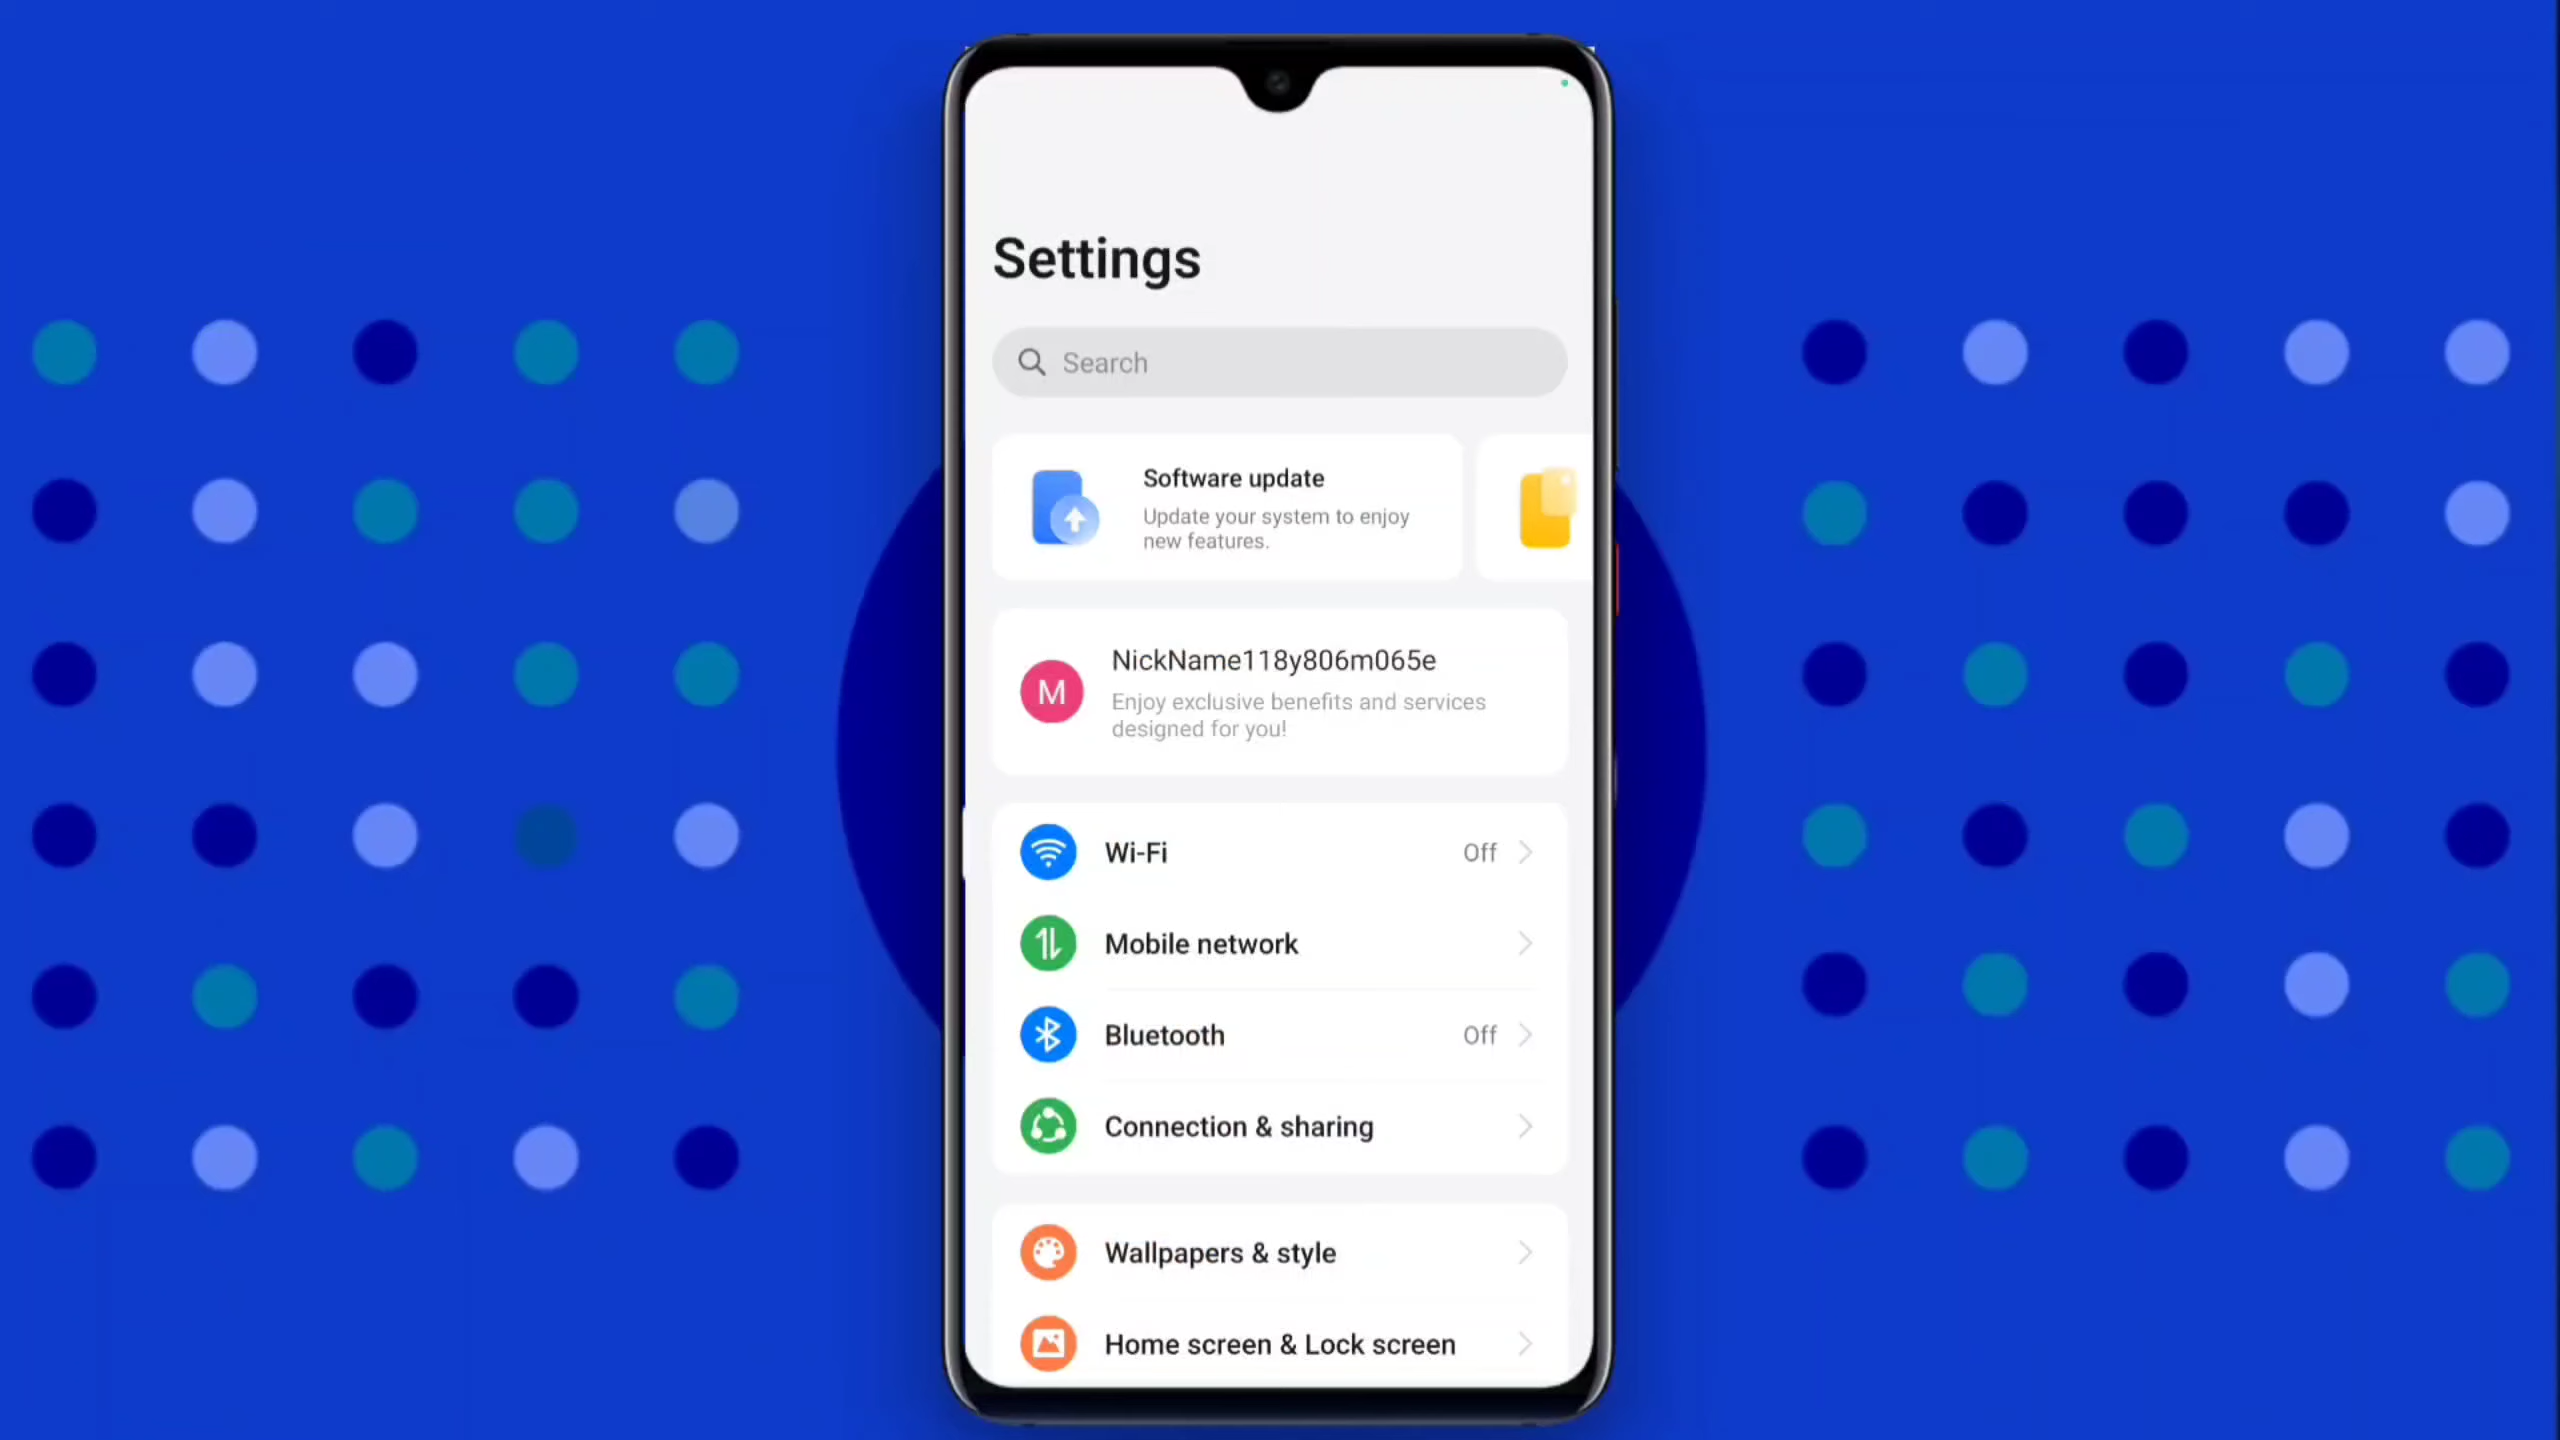 Settings
Search
Software update
Update your system to enjoy
new features.
M
NickName118y806m065e
Enjoy exclusive benefits and services
designed for you!
Wi-Fi
Off
Mobile network
Bluetooth
Off
Connection & sharing
Wallpapers & style
Home screen & Lock screen